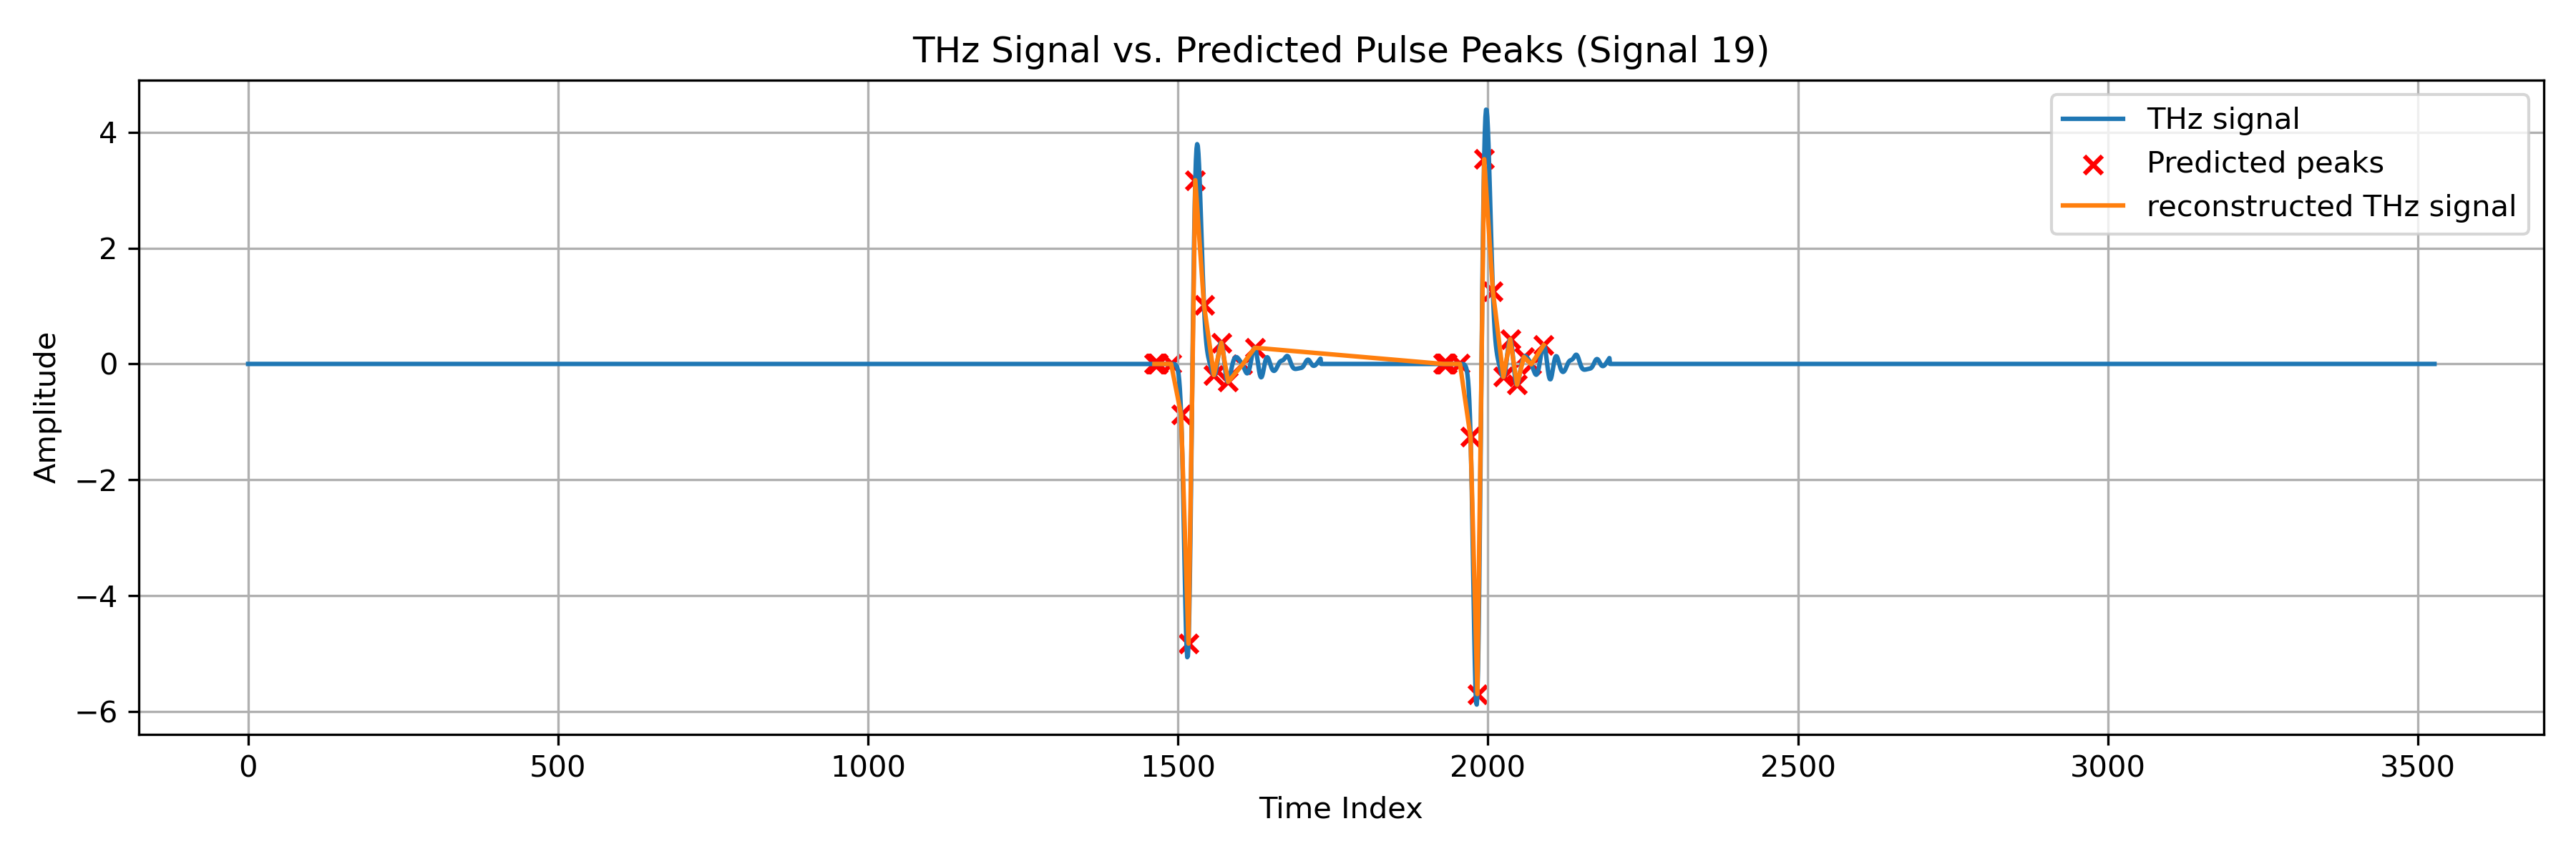 THz Signal vs. Predicted Pulse Peaks (Signal 19)
THz signal
Predicted peaks
reconstructed THz signal
Amplitude
4
2
0
−2
−4
−6
0 500 1000 1500 2000 2500 3000 3500
Time Index